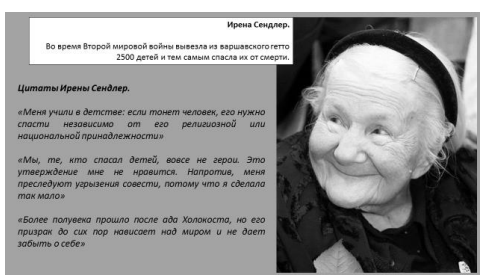 Ирена Сендлер.
Во время Второй мировой войны вывезла из варшавского гетто
2500 детей и тем самым спасла их от смерти.
Цитаты Ирены Сендлер.
«Меня учили в детстве: если тонет человек, его нужно
спасти независимо от его религиозной или
национальной принадлежности»
«Мы, те, кто спасал детей, вовсе не герои. Это
утверждение мне не нравится. Напротив, меня
преследуют угрызения совести, потому что я сделала
так мало»
«Более полувека прошло после ада Холокоста, но его
призрак до сих пор нависает над миром и не дает
забыть о себе»